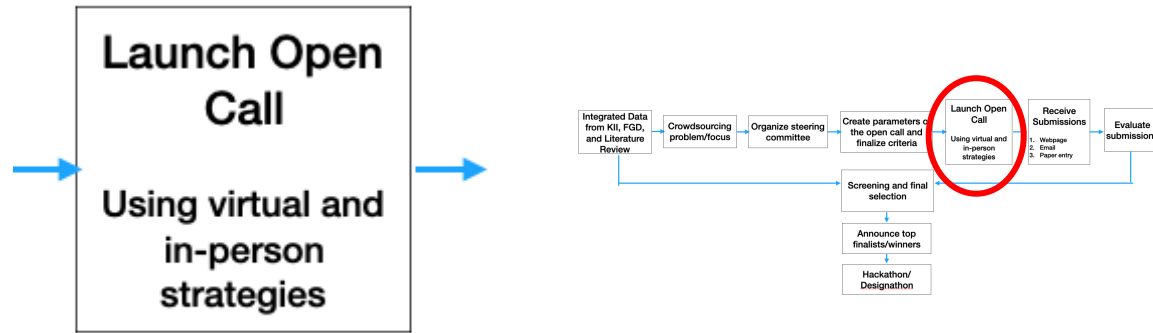 Launch Open
Call
Using virtual and
in-person
strategies
Integrated Data
from KII, FGD,
and Literature
Review
Crowdsourcing
problem/focus
Organize steering
committee
Create parameters o
the open call and
finalize criteria
Launch Open
Call
Using virtual and
in-person
strategies
Receive
Submissions
1. Webpage
2. Email
3. Paper entry
Evaluate
submission
Screening and final
selection
Announce top
finalists/winners
Hackathon/
Designathon